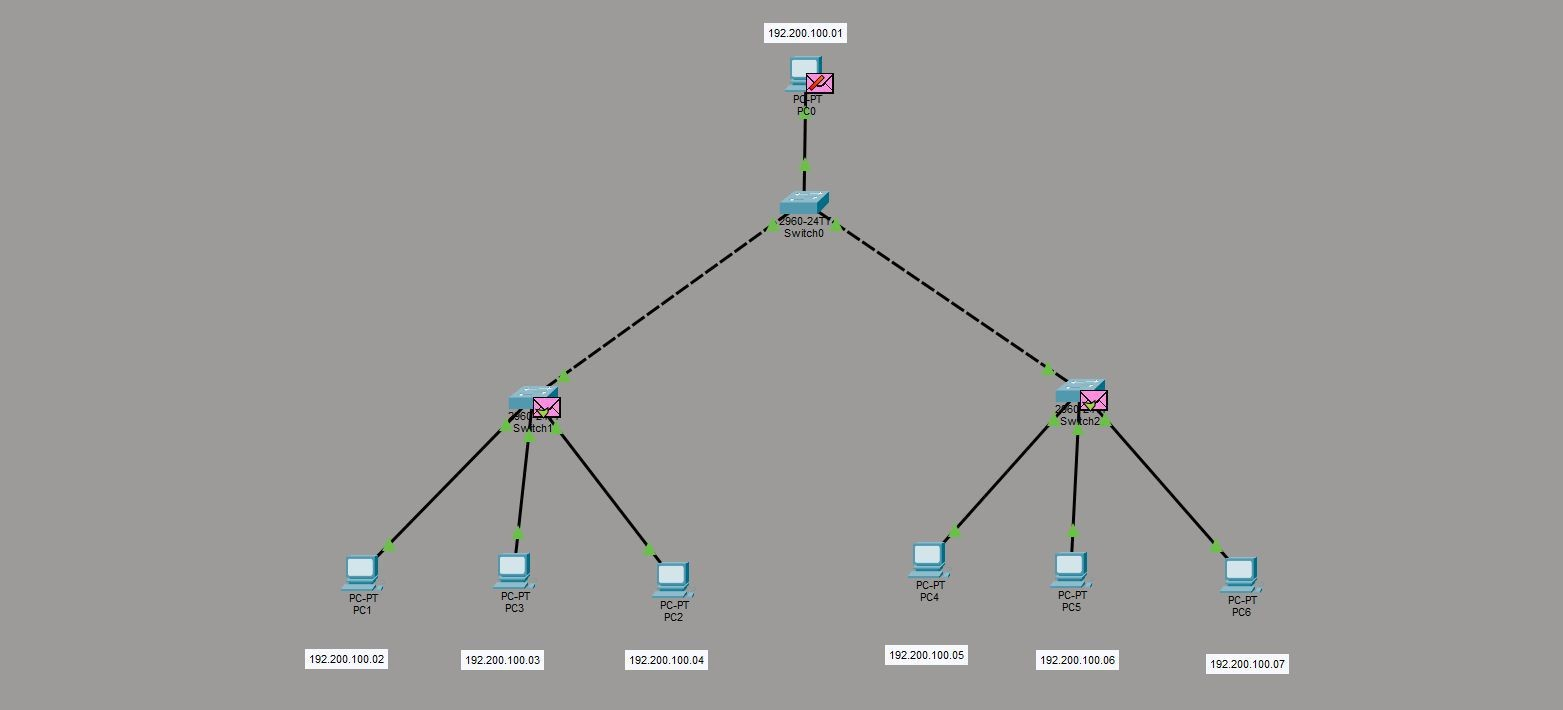 192.200.100.01
PC-PT
PC0
2960-24TT
Switch0
Switch1
Switch2
PC-PT
PC1
PC-PT
PC3
PC-PT
PC2
PC-PT
PC4
PC-PT
PC5
PC-PT
PC6
192.200.100.02
192.200.100.03
192.200.100.04
192.200.100.05
192.200.100.06
192.200.100.07